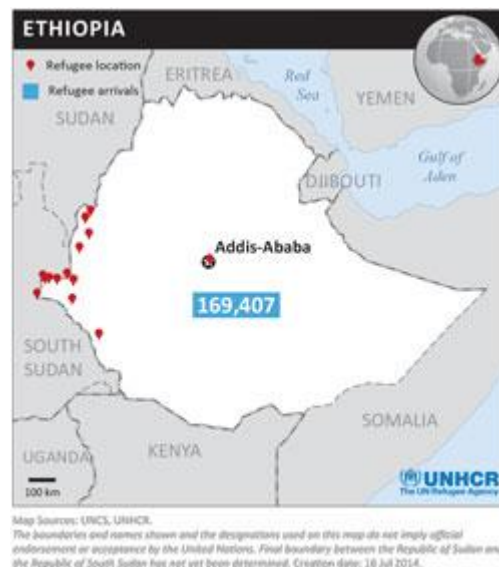 ETHIOPIA
Refugee location
Refugee arrivals
ERITREA
Red
Sea
YEMEN
SUDAN
Gulf of
Aden
DJIBOUTI
Addis-Ababa
169,407
SOUTH
SUDAN
SOMALIA
UGANDA
KENYA
100 km
UNHCR
The UN Refugee Agency
Map Sources: UNCS, UNHCR.
The boundaries and names shown and the designations used on this map do not imply official
endorsement or acceptance by the United Nations. Final boundary between the Republic of Sudan and
the Republic of South Sudan has not yet been determined. Creation date: 18 Jul 2014.